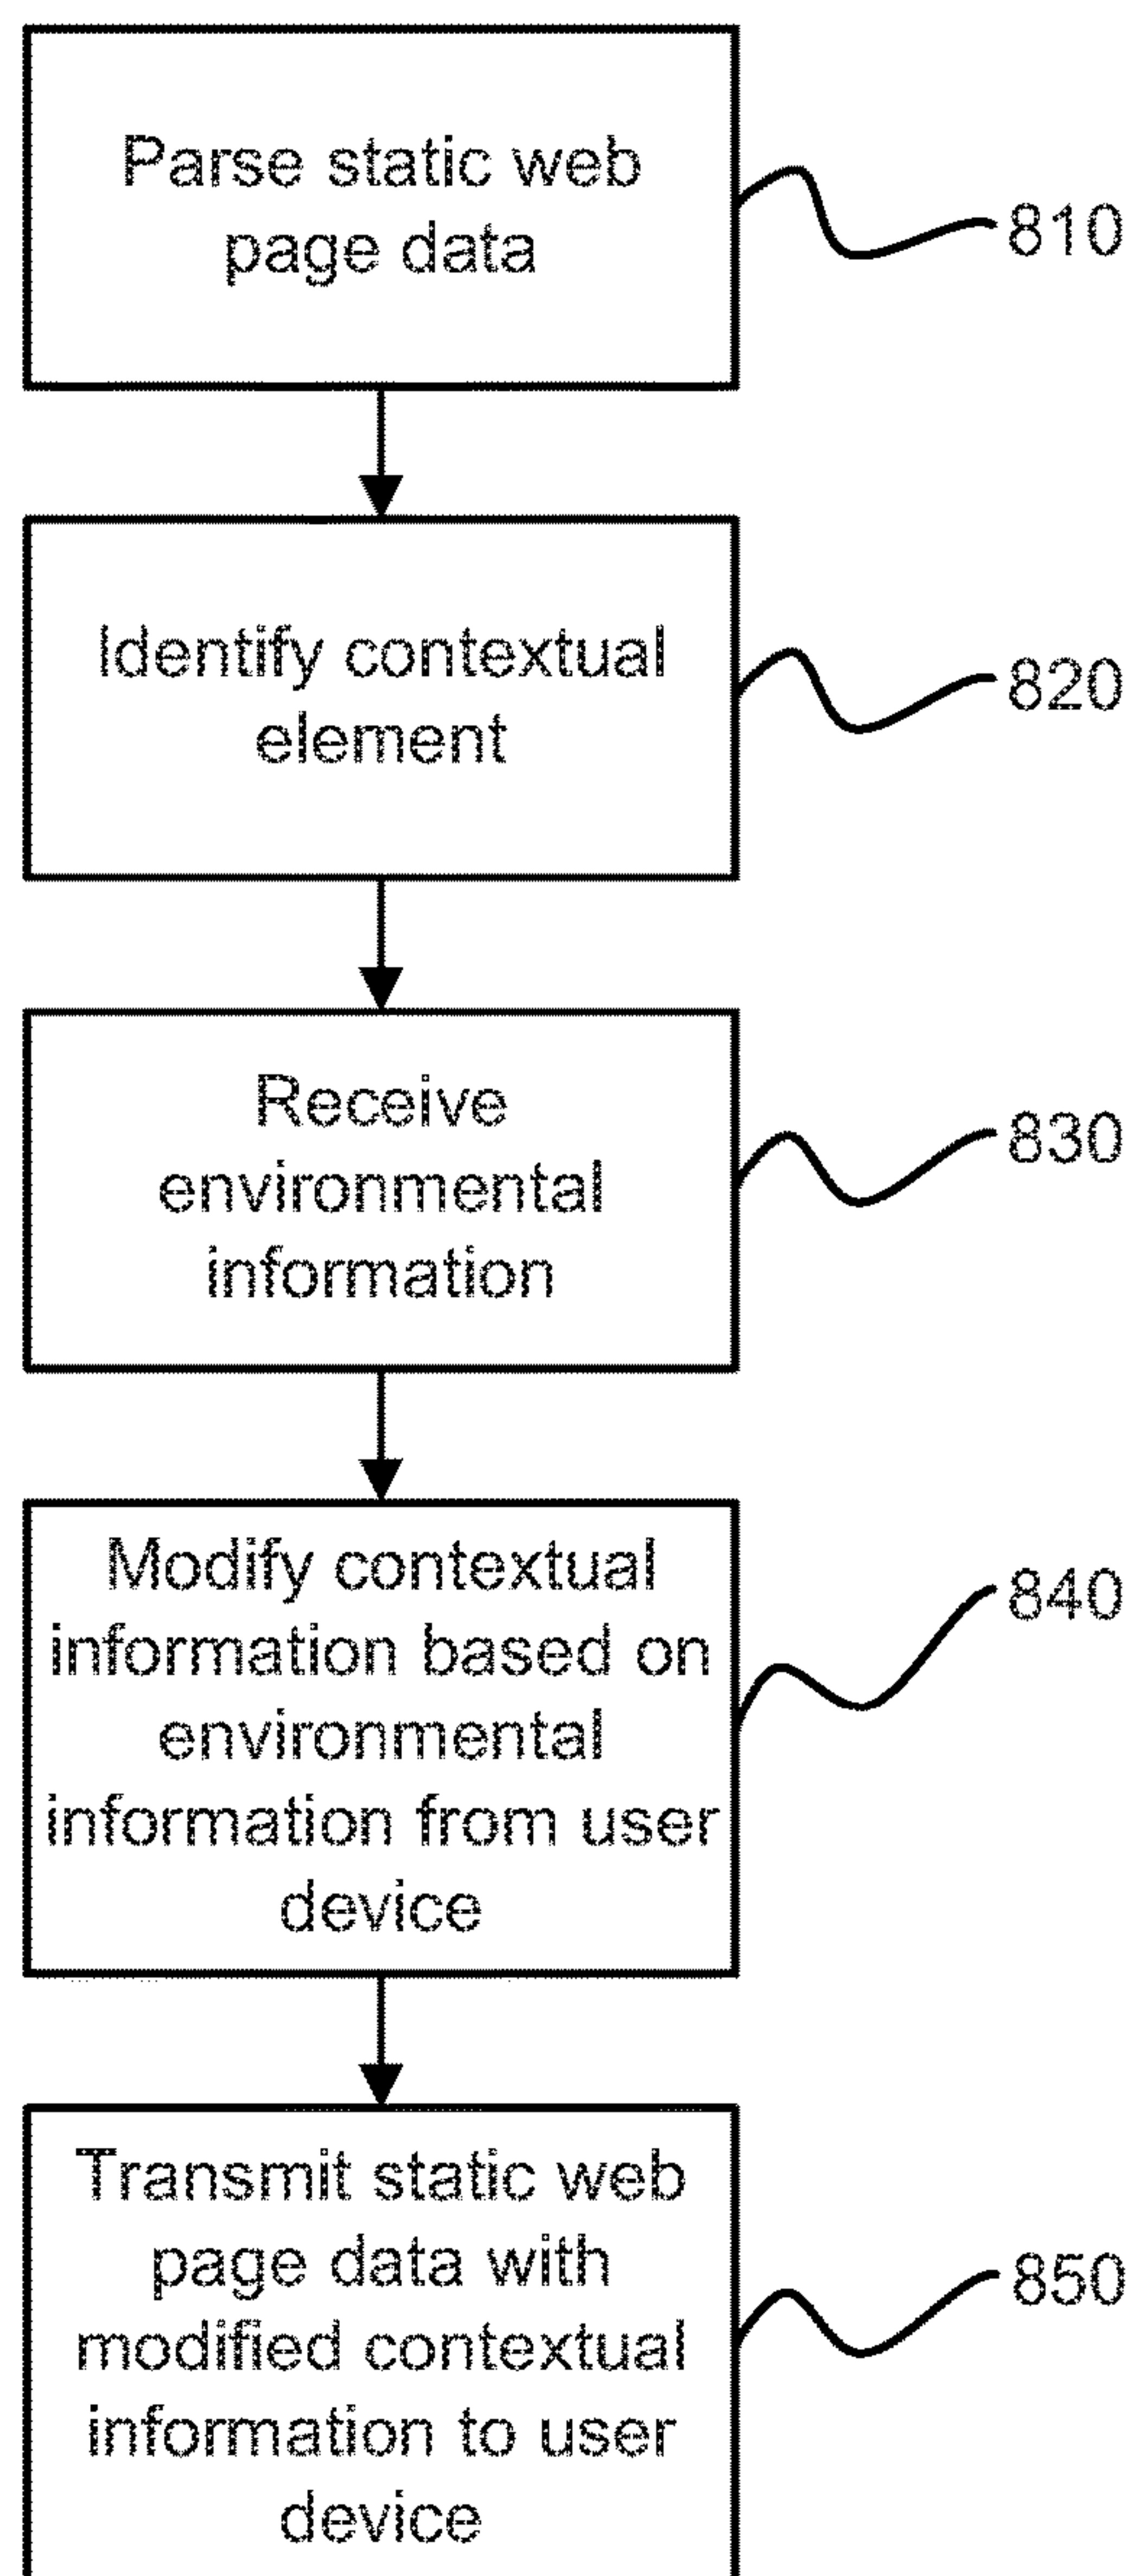 Parse static web
page data
810
Identify contextual
element
820
Receive
environmental
information
830
Modify contextual
information based on
environmental
information from user
device
840
Transmit static web
page data with
modified contextual
information to user
device
850